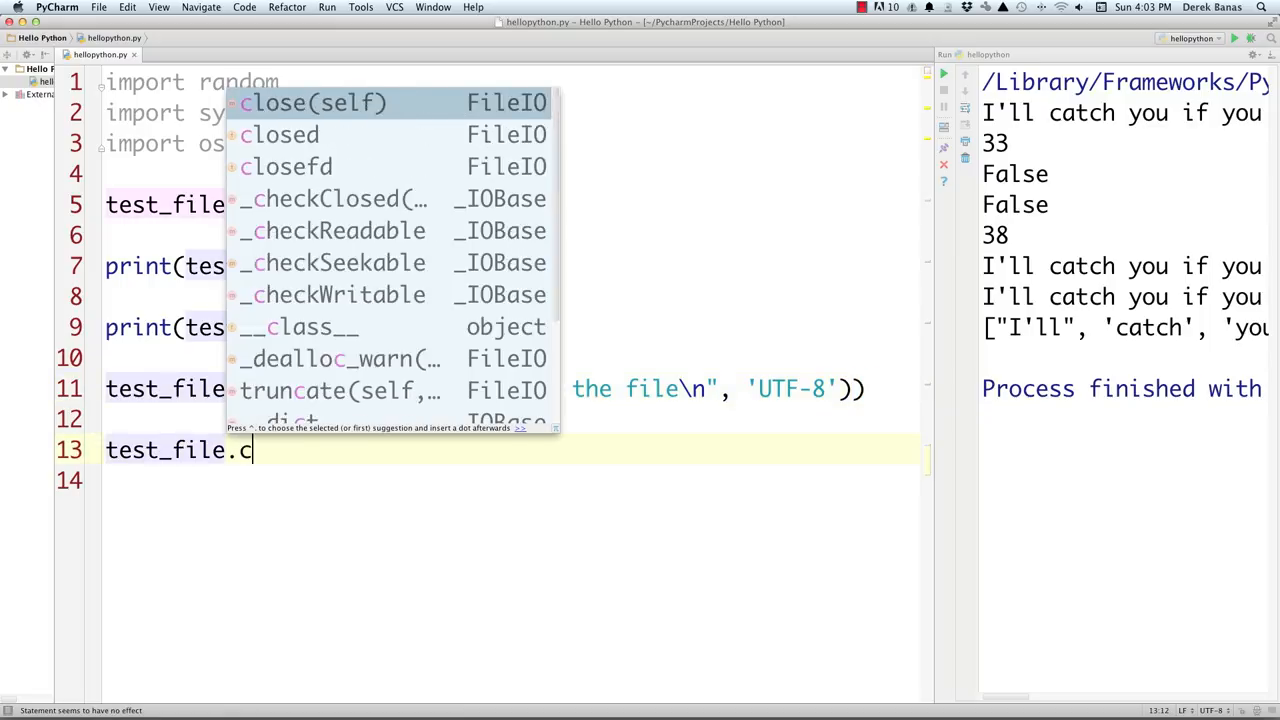 PyCharm File Edit View Navigate Code Refactor Run Tools VCS Window Help 10 Sun 4:03 PM Derek Banas
hellopython.py - Hello Python - [~/PycharmProjects/Hello Python]
Hello Python hellopython.py hellopython
hellopython.py Run hellopython
Hello P
hell
Externa
1 import random
2 import sy
3 import os
4
5 test_file
6
7 print(tes
8
9 print(tes
10
11 test_file the file\n", 'UTF-8'))
12
13 test_file.c
14
close(self) FileIO
closed FileIO
closefd FileIO
_checkClosed(… _IOBase
_checkReadable _IOBase
_checkSeekable _IOBase
_checkWritable _IOBase
__class__ object
_dealloc_warn(… FileIO
truncate(self,… FileIO
__dict__ IOBase
Press ^. to choose the selected (or first) suggestion and insert a dot afterwards >>
/Library/Frameworks/Py
I'll catch you if you
33
False
False
38
I'll catch you if you
I'll catch you if you
["I'll", 'catch', 'you
Process finished with
Statement seems to have no effect 13:12 LF UTF-8